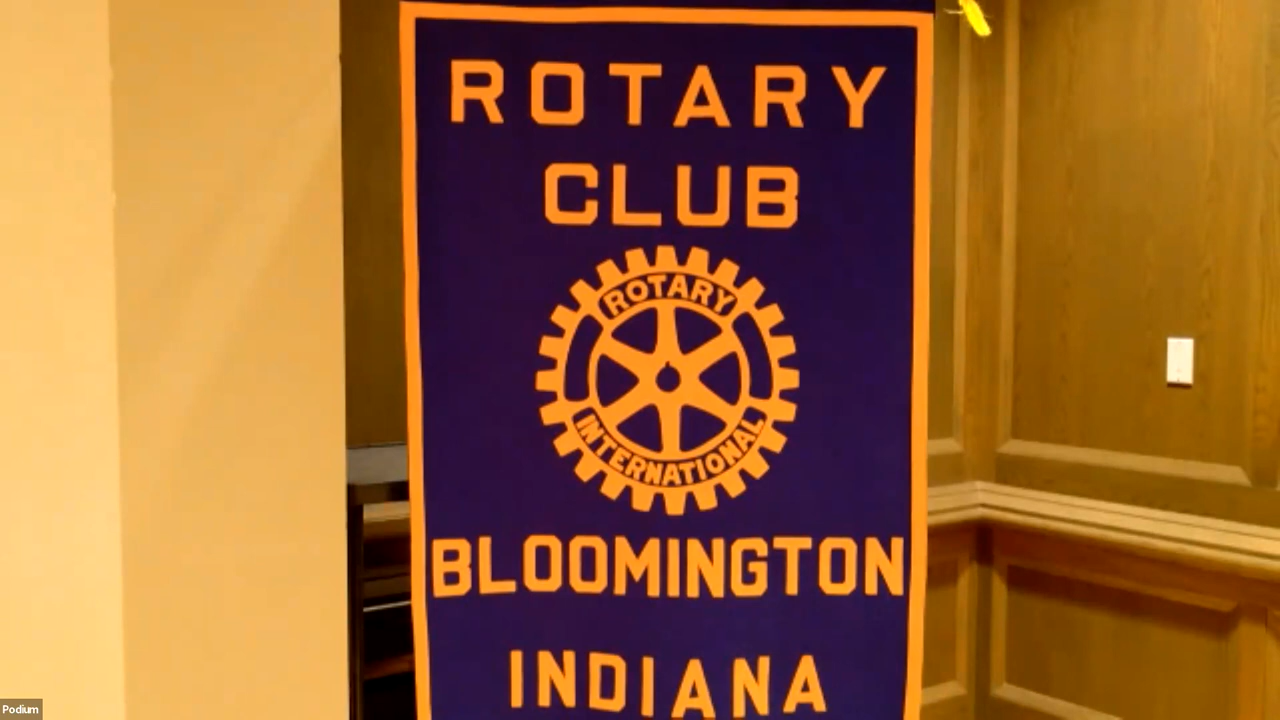 ROTARY
CLUB
ROTARY
INTERNATIONAL
BLOOMINGTON
INDIANA
Podium